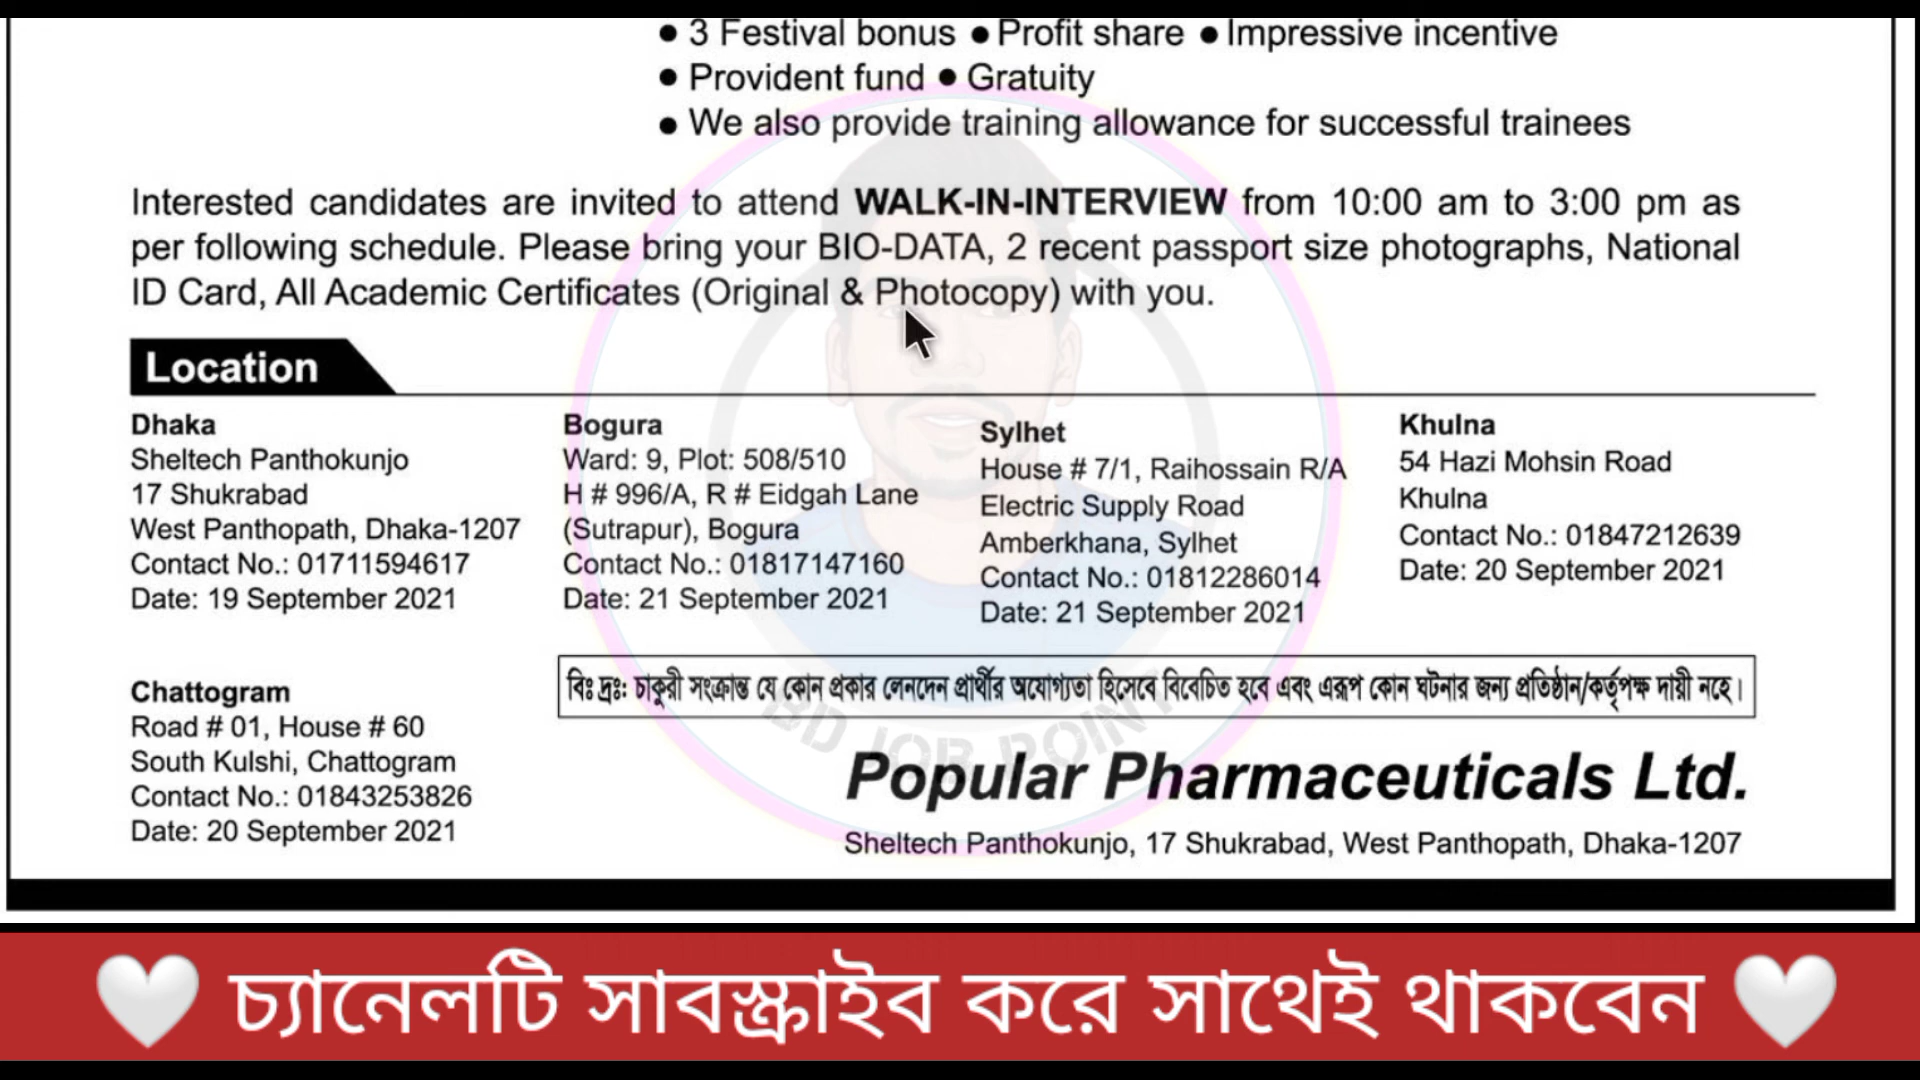 ● 3 Festival bonus ● Profit share ● Impressive incentive
● Provident fund ● Gratuity
● We also provide training allowance for successful trainees
Interested candidates are invited to attend WALK-IN-INTERVIEW from 10:00 am to 3:00 pm as
per following schedule. Please bring your BIO-DATA, 2 recent passport size photographs, National
ID Card, All Academic Certificates (Original & Photocopy) with you.
Location
Dhaka
Sheltech Panthokunjo
17 Shukrabad
West Panthopath, Dhaka-1207
Contact No.: 01711594617
Date: 19 September 2021
Bogura
Ward: 9, Plot: 508/510
H # 996/A, R # Eidgah Lane
(Sutrapur), Bogura
Contact No.: 01817147160
Date: 21 September 2021
Sylhet
House # 7/1, Raihossain R/A
Electric Supply Road
Amberkhana, Sylhet
Contact No.: 01812286014
Date: 21 September 2021
Khulna
54 Hazi Mohsin Road
Khulna
Contact No.: 01847212639
Date: 20 September 2021
Chattogram
Road # 01, House # 60
South Kulshi, Chattogram
Contact No.: 01843253826
Date: 20 September 2021
বিঃ দ্রঃ চাকুরী সংক্রান্ত যে কোন প্রকার লেনদেন প্রার্থীর অযোগ্যতা হিসেবে বিবেচিত হবে এবং এরূপ কোন ঘটনার জন্য প্রতিষ্ঠান/কর্তৃপক্ষ দায়ী নহে।
BD JOB POINT
Popular Pharmaceuticals Ltd.
Sheltech Panthokunjo, 17 Shukrabad, West Panthopath, Dhaka-1207
🤍 চ্যানেলটি সাবস্ক্রাইব করে সাথেই থাকবেন 🤍